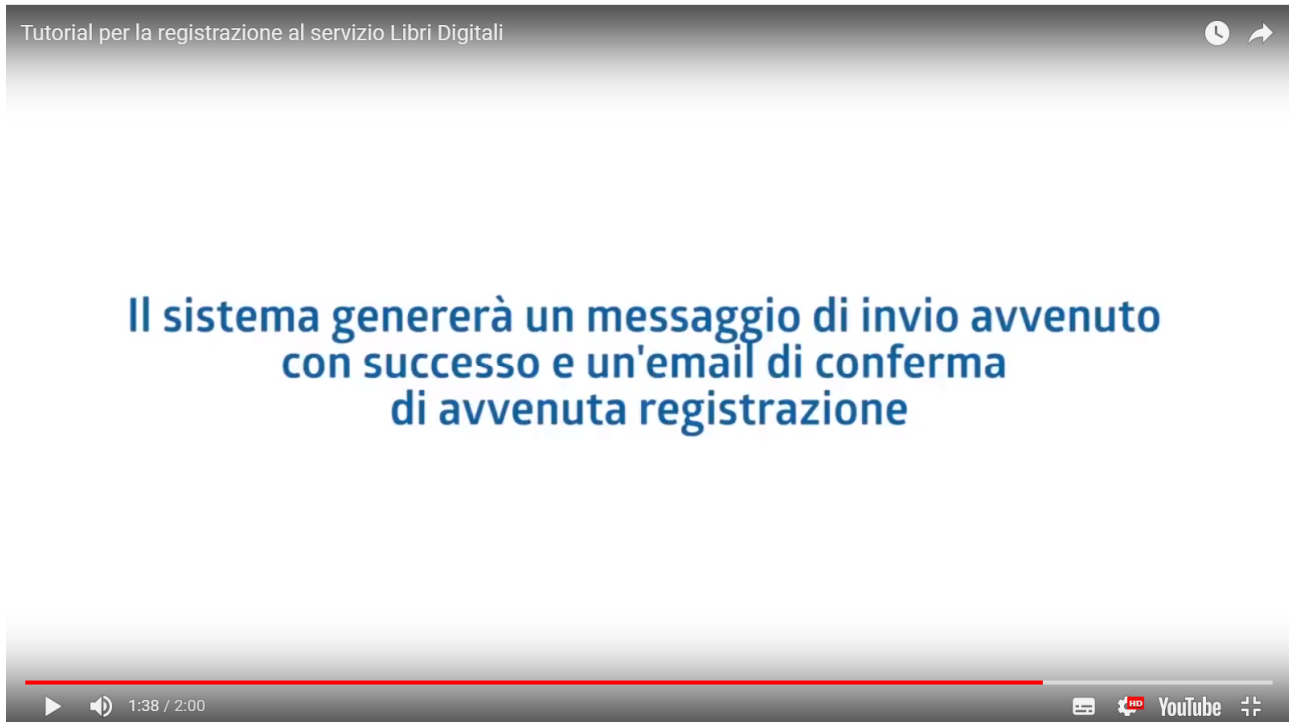 Tutorial per la registrazione al servizio Libri Digitali
Il sistema genererà un messaggio di invio avvenuto
con successo e un'email di conferma
di avvenuta registrazione
1:38 / 2:00
HD
YouTube